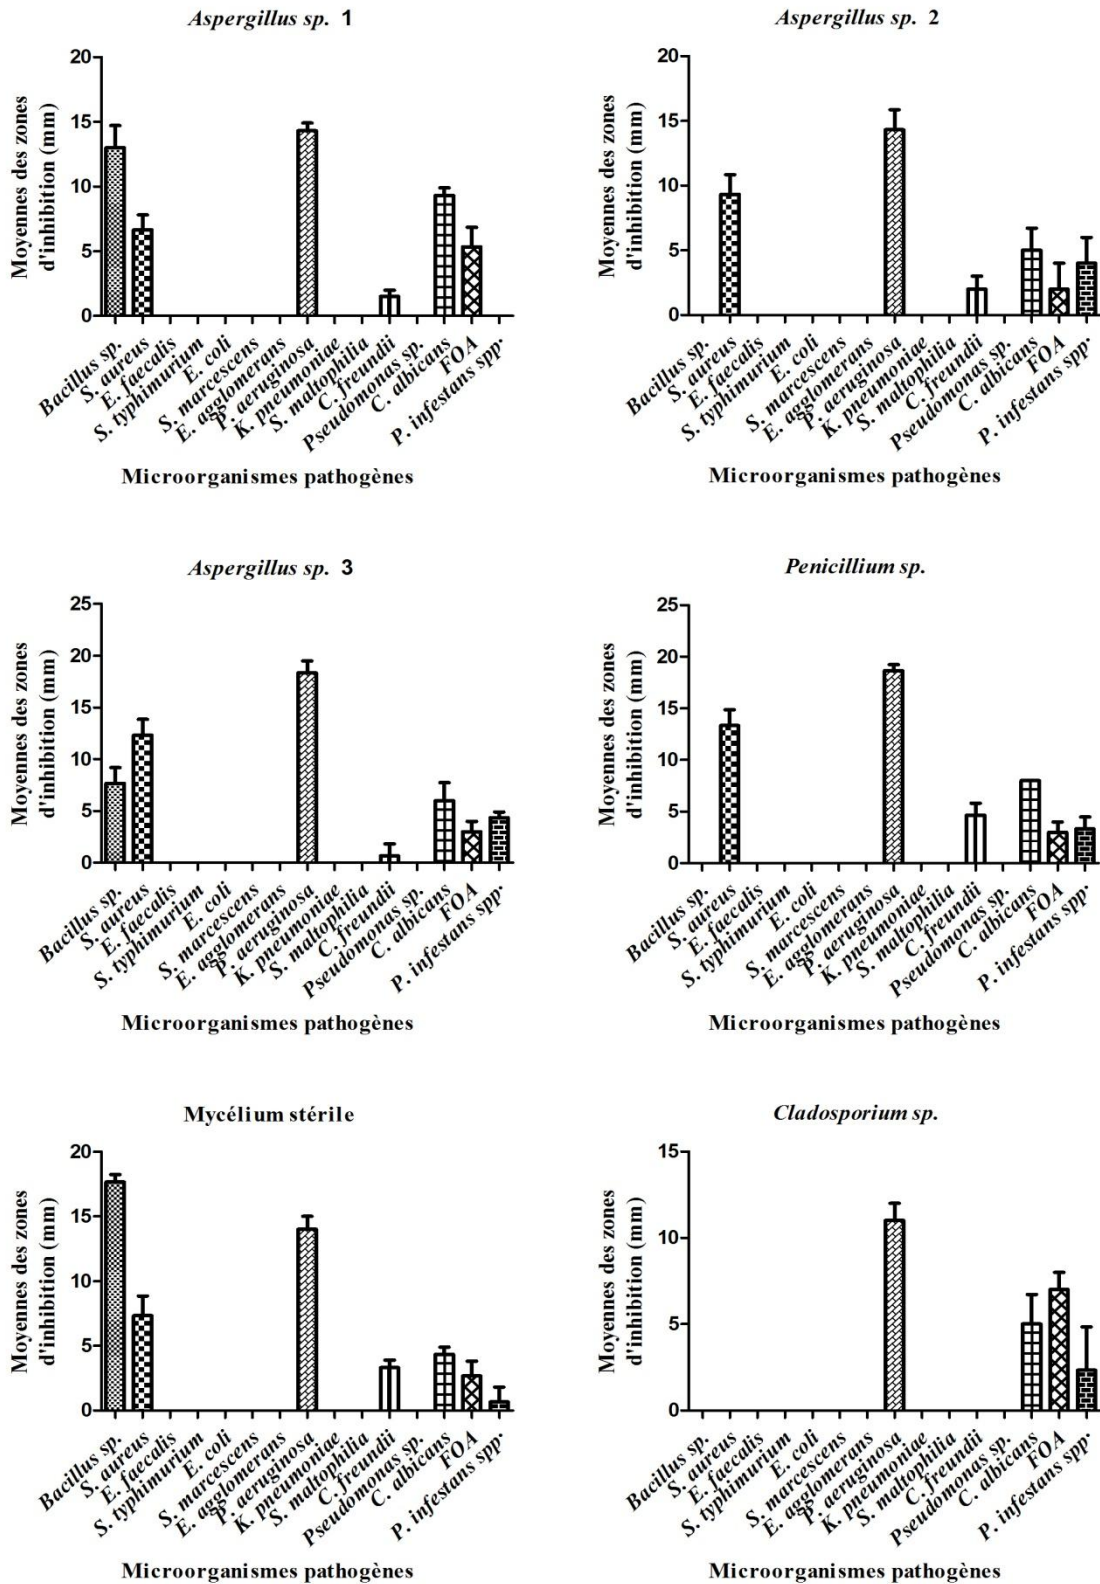 Aspergillus sp. 1
Moyennes des zones
d'inhibition (mm)
20
15
10
5
0
Bacillus sp.
S. aureus
E. faecalis
S. typhimurium
E. coli
S. marcescens
E. agglomerans
P. aeruginosa
K. pneumoniae
S. maltophilia
C. freundii
Pseudomonas sp.
C. albicans
FOA
P. infestans spp.
Microorganismes pathogènes
Aspergillus sp. 2
Moyennes des zones
d'inhibition (mm)
20
15
10
5
0
Bacillus sp.
S. aureus
E. faecalis
S. typhimurium
E. coli
S. marcescens
E. agglomerans
P. aeruginosa
K. pneumoniae
S. maltophilia
C. freundii
Pseudomonas sp.
C. albicans
FOA
P. infestans spp.
Microorganismes pathogènes
Aspergillus sp. 3
Moyennes des zones
d'inhibition (mm)
25
20
15
10
5
0
Bacillus sp.
S. aureus
E. faecalis
S. typhimurium
E. coli
S. marcescens
E. agglomerans
P. aeruginosa
K. pneumoniae
S. maltophilia
C. freundii
Pseudomonas sp.
C. albicans
FOA
P. infestans spp.
Microorganismes pathogènes
Penicillium sp.
Moyennes des zones
d'inhibition (mm)
25
20
15
10
5
0
Bacillus sp.
S. aureus
E. faecalis
S. typhimurium
E. coli
S. marcescens
E. agglomerans
P. aeruginosa
K. pneumoniae
S. maltophilia
C. freundii
Pseudomonas sp.
C. albicans
FOA
P. infestans spp.
Microorganismes pathogènes
Mycélium stérile
Moyennes des zones
d'inhibition (mm)
20
15
10
5
0
Bacillus sp.
S. aureus
E. faecalis
S. typhimurium
E. coli
S. marcescens
E. agglomerans
P. aeruginosa
K. pneumoniae
S. maltophilia
C. freundii
Pseudomonas sp.
C. albicans
FOA
P. infestans spp.
Microorganismes pathogènes
Cladosporium sp.
Moyennes des zones
d'inhibition (mm)
15
10
5
0
Bacillus sp.
S. aureus
E. faecalis
S. typhimurium
E. coli
S. marcescens
E. agglomerans
P. aeruginosa
K. pneumoniae
S. maltophilia
C. freundii
Pseudomonas sp.
C. albicans
FOA
P. infestans spp.
Microorganismes pathogènes